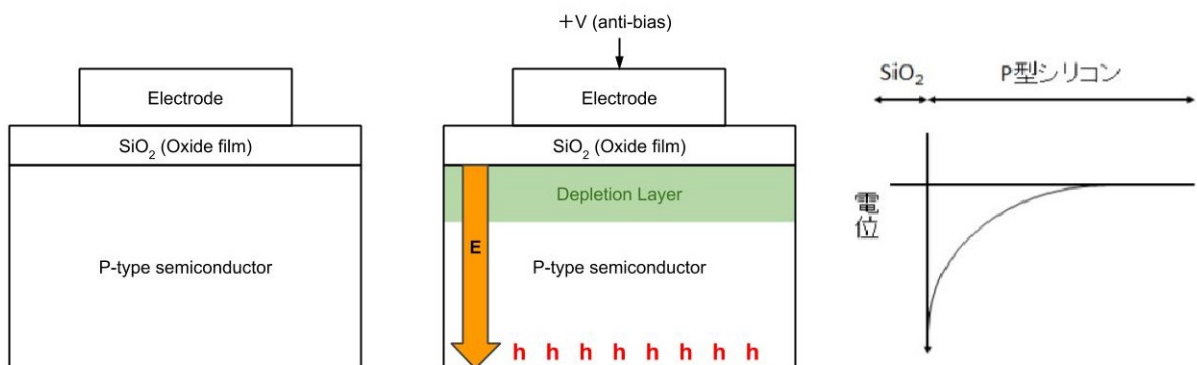 Electrode
SiO₂ (Oxide film)
P-type semiconductor
＋V (anti-bias)
Electrode
SiO₂ (Oxide film)
Depletion Layer
E
P-type semiconductor
h h h h h h h h
SiO₂ P型シリコン
電位